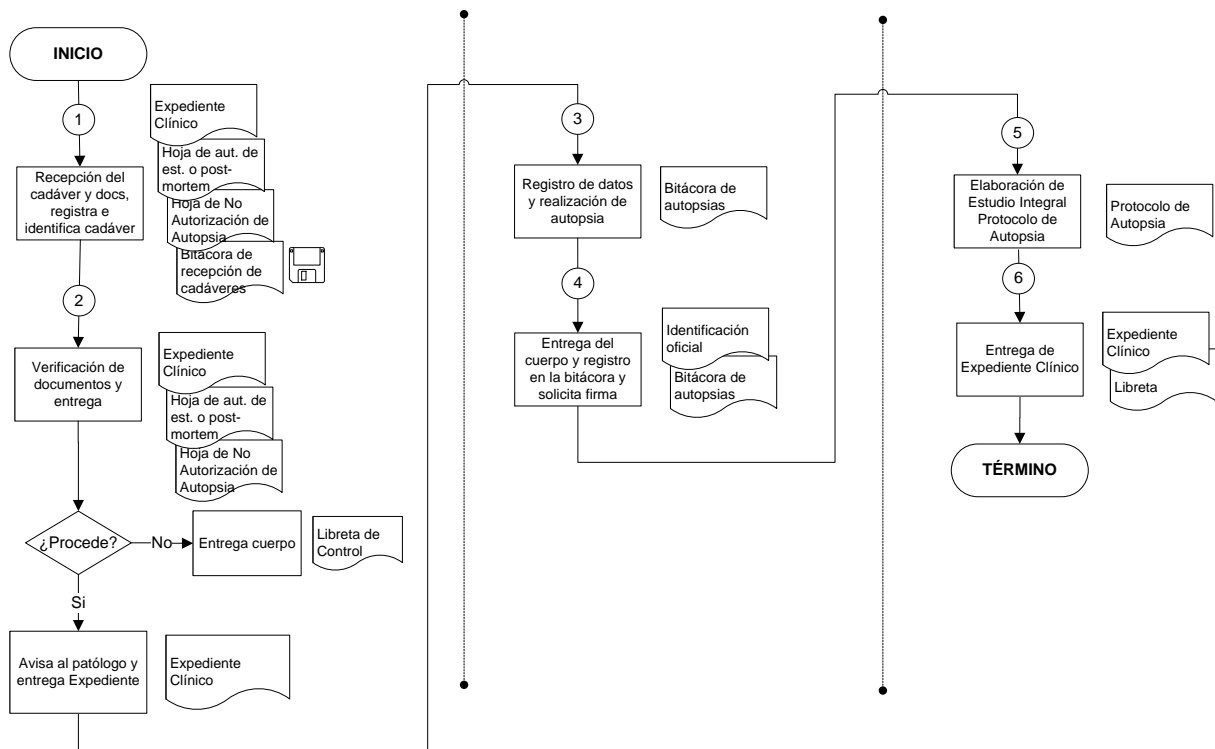 INICIO
1
Recepción del
cadáver y docs,
registra e
identifica cadáver
Expediente
Clínico
Hoja de aut. de
est. o post-
mortem
Hoja de No
Autorización de
Autopsia
Bitácora de
recepción de
cadáveres
2
Verificación de
documentos y
entrega
Expediente
Clínico
Hoja de aut. de
est. o post-
mortem
Hoja de No
Autorización de
Autopsia
¿Procede?
No
Entrega cuerpo
Libreta de
Control
Si
Avisa al patólogo y
entrega Expediente
Expediente
Clínico
3
Registro de datos
y realización de
autopsia
Bitácora de
autopsias
4
Entrega del
cuerpo y registro
en la bitácora y
solicita firma
Identificación
oficial
Bitácora de
autopsias
5
Elaboración de
Estudio Integral
Protocolo de
Autopsia
Protocolo de
Autopsia
6
Entrega de
Expediente Clínico
Expediente
Clínico
Libreta
TÉRMINO